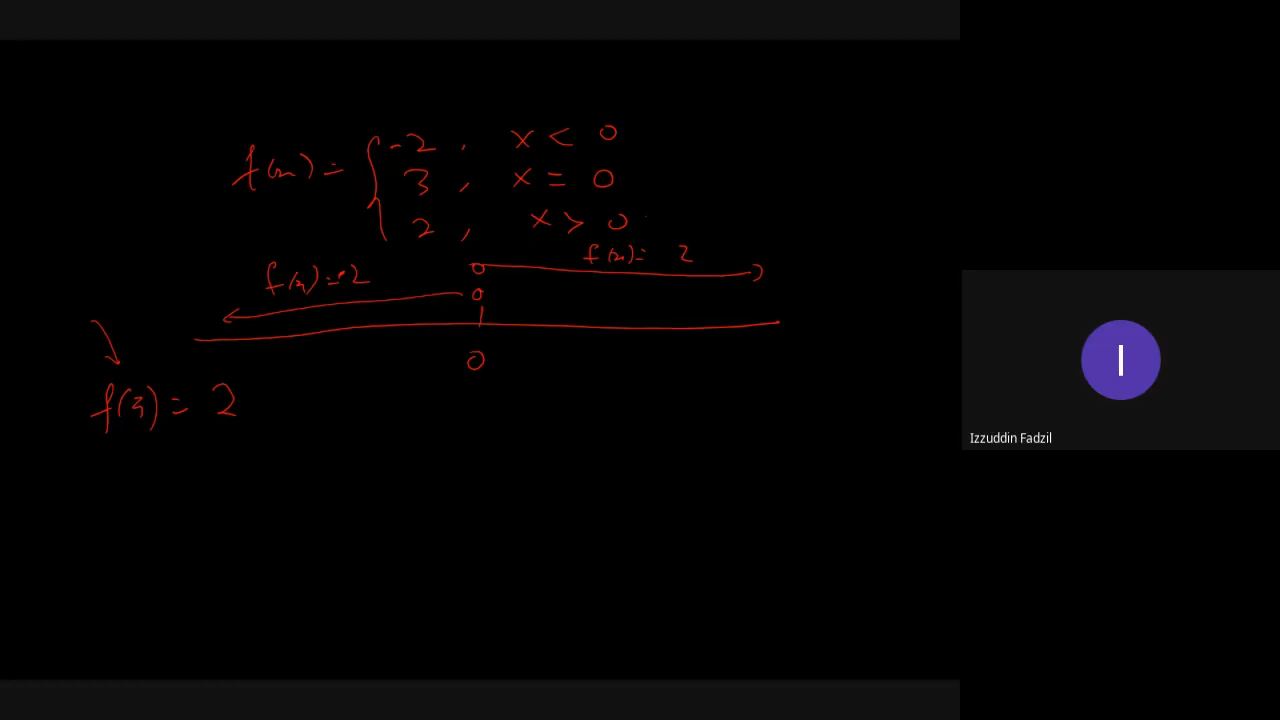 f(x) = { -2 , x < 0
3 , x = 0
2 , x > 0
f(x) = 2
f(x) = -2
0
f(3) = 2
I
Izzuddin Fadzil